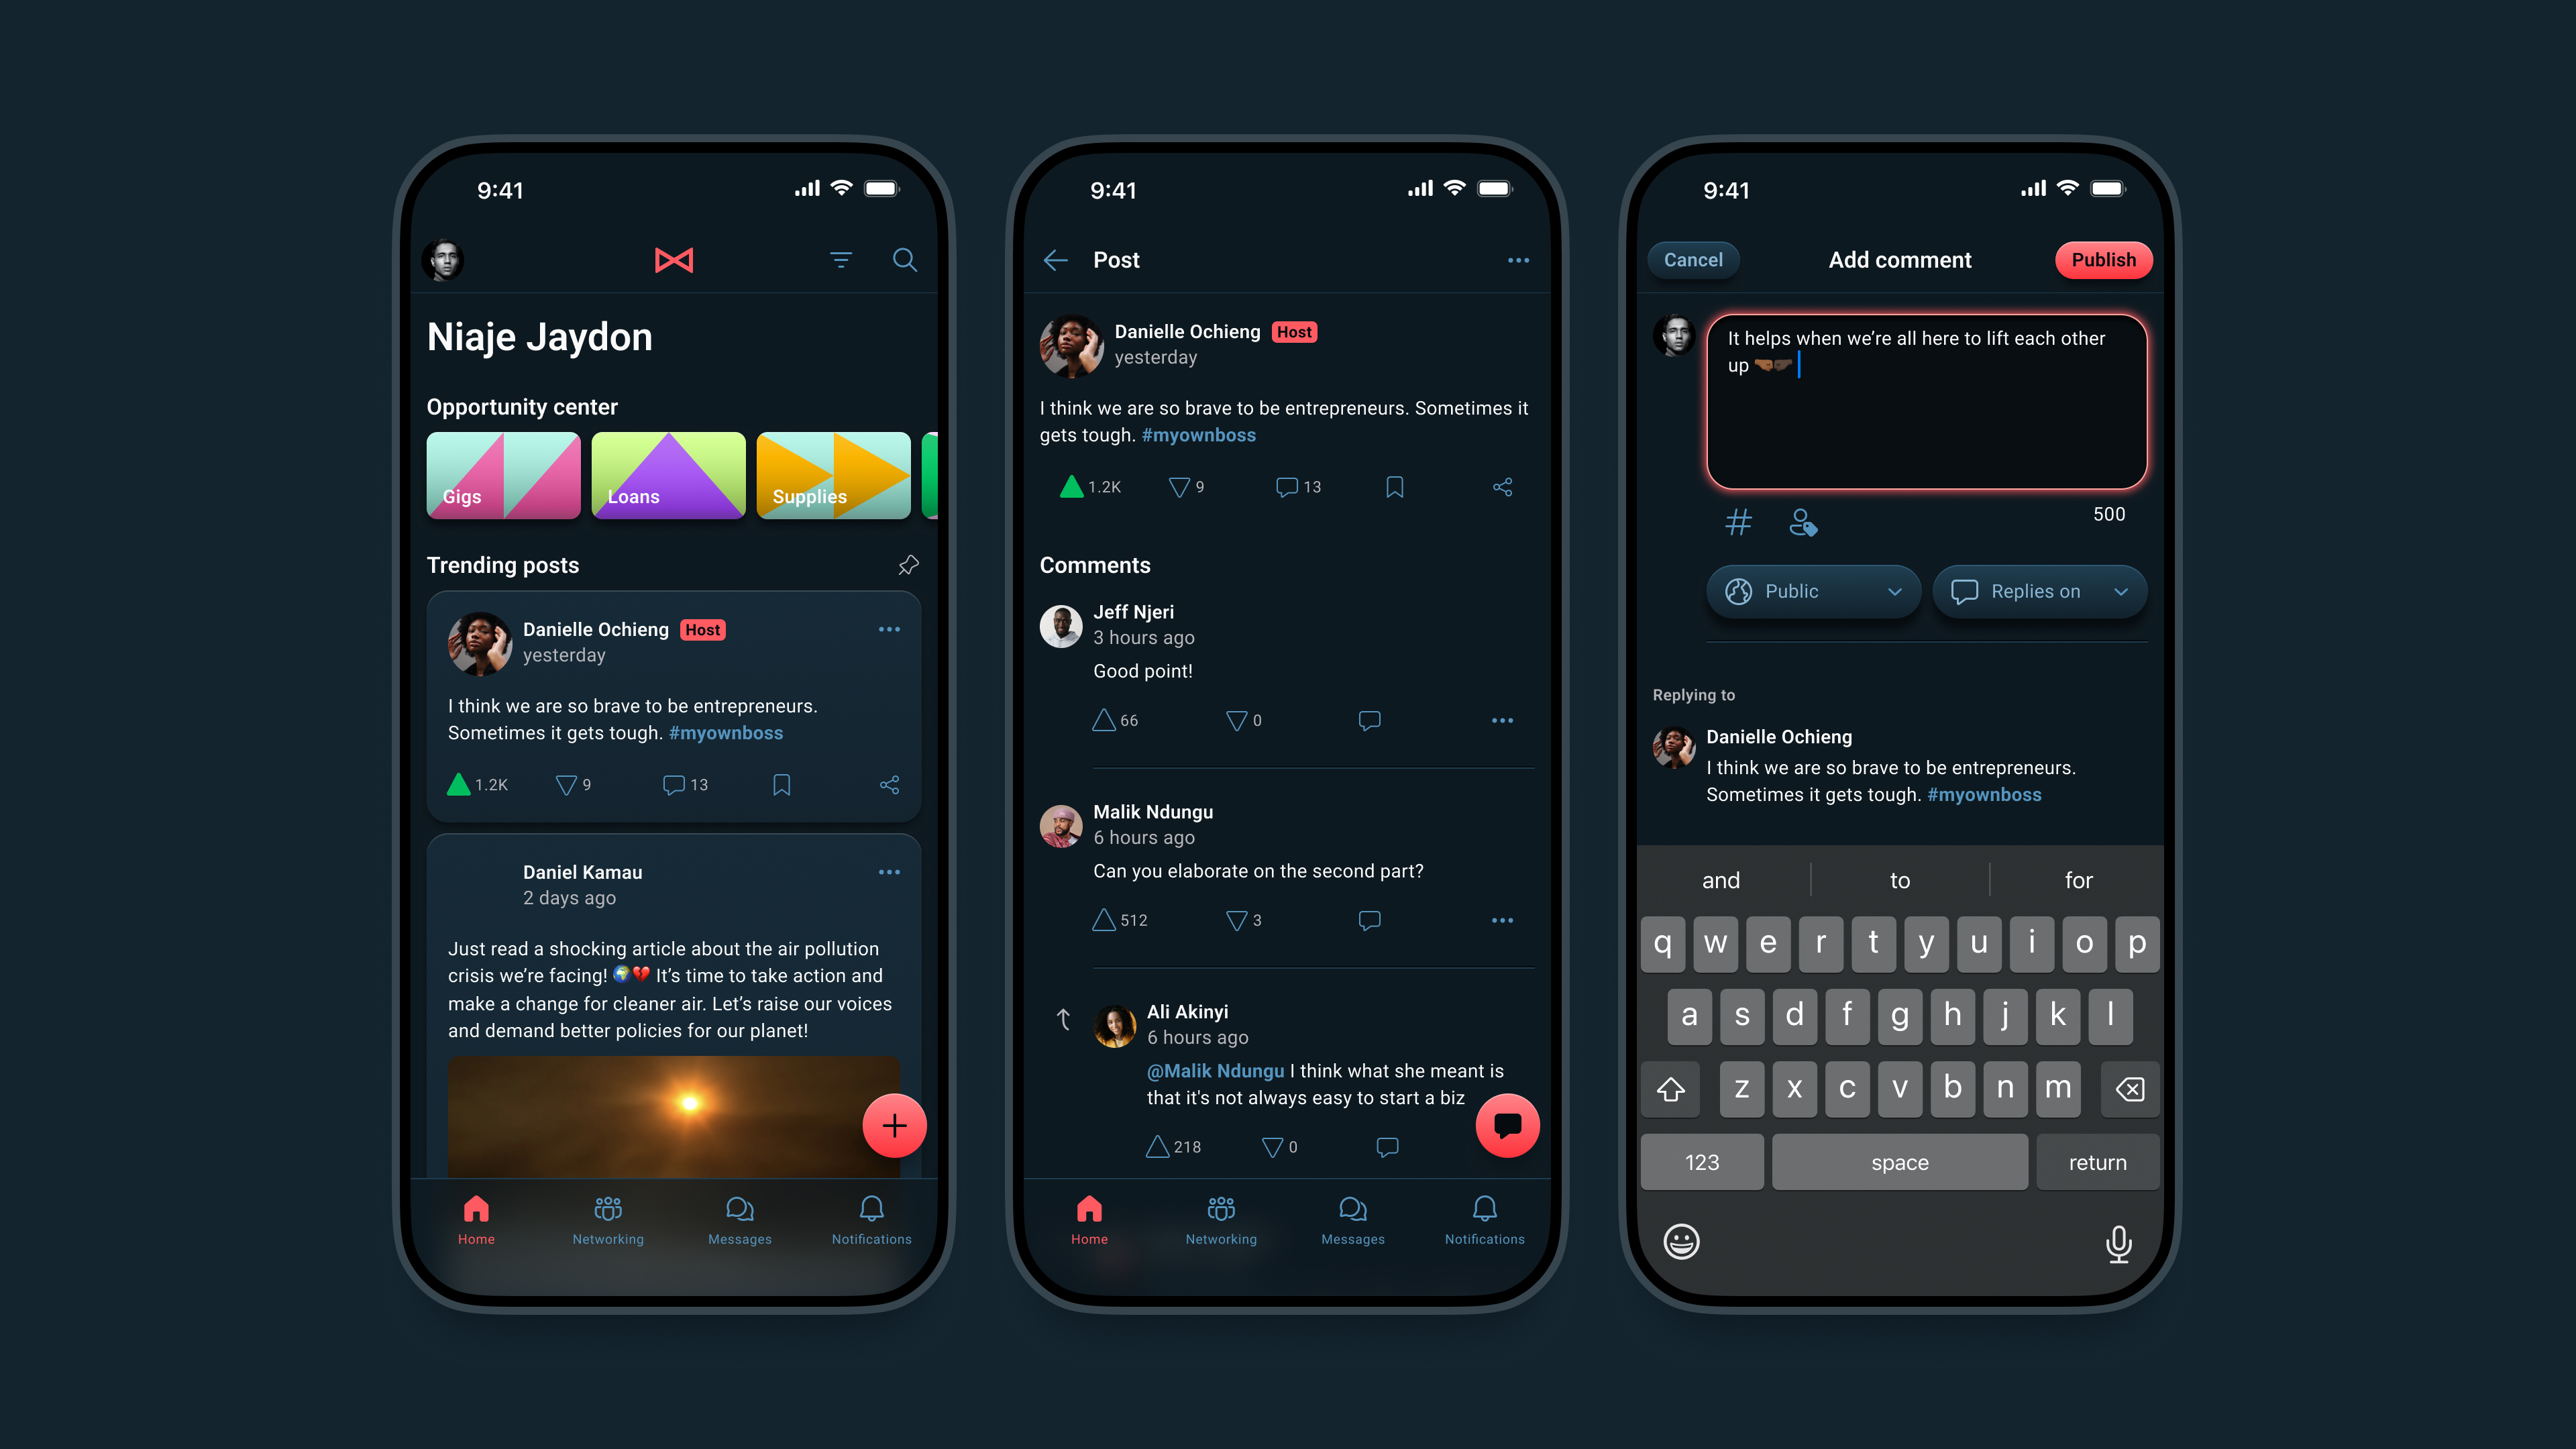 9:41
Niaje Jaydon
Opportunity center
Gigs
Loans
Supplies
Trending posts
Danielle Ochieng Host
yesterday
I think we are so brave to be entrepreneurs.
Sometimes it gets tough. #myownboss
1.2K 9 13
Daniel Kamau
2 days ago
Just read a shocking article about the air pollution
crisis we’re facing! 🌍💔 It’s time to take action and
make a change for cleaner air. Let’s raise our voices
and demand better policies for our planet!
Home Networking Messages Notifications
9:41
Post
Danielle Ochieng Host
yesterday
I think we are so brave to be entrepreneurs. Sometimes it
gets tough. #myownboss
1.2K 9 13
Comments
Jeff Njeri
3 hours ago
Good point!
66 0
Malik Ndungu
6 hours ago
Can you elaborate on the second part?
512 3
Ali Akinyi
6 hours ago
@Malik Ndungu I think what she meant is
that it's not always easy to start a biz
218 0
Home Networking Messages Notifications
9:41
Cancel Add comment Publish
It helps when we’re all here to lift each other
up 🤜🏾🤛🏿
500
Public Replies on
Replying to
Danielle Ochieng
I think we are so brave to be entrepreneurs.
Sometimes it gets tough. #myownboss
and to for
q w e r t y u i o p
a s d f g h j k l
z x c v b n m
123 space return